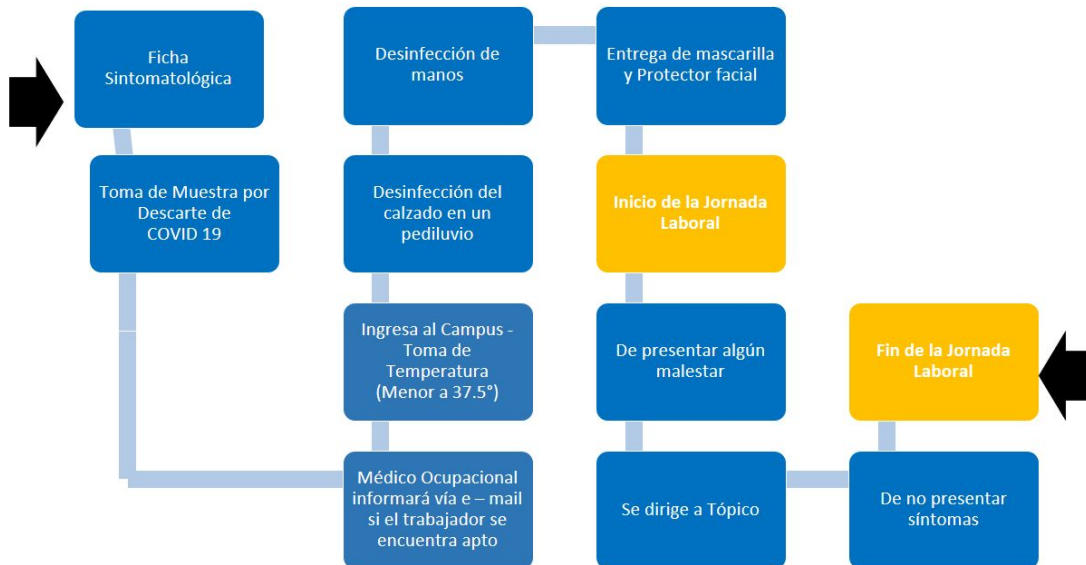 Ficha
Sintomatológica
Toma de Muestra por
Descarte de
COVID 19
Médico Ocupacional
informará vía e – mail
si el trabajador se
encuentra apto
Ingresa al Campus -
Toma de
Temperatura
(Menor a 37.5°)
Desinfección del
calzado en un
pediluvio
Desinfección de
manos
Entrega de mascarilla
y Protector facial
Inicio de la Jornada
Laboral
De presentar algún
malestar
Se dirige a Tópico
De no presentar
síntomas
Fin de la Jornada
Laboral